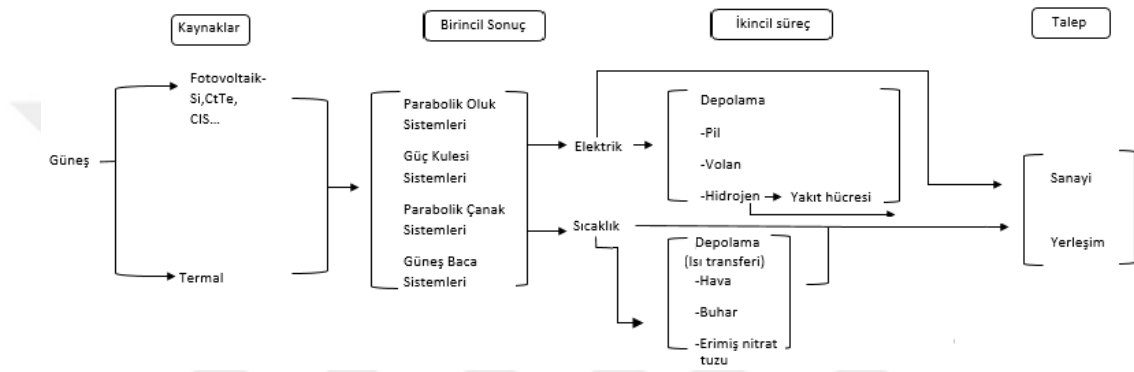 Kaynaklar
Birincil Sonuç
İkincil süreç
Talep
Güneş
Fotovoltaik-
Si,CtTe,
CIS...
Termal
Parabolik Oluk
Sistemleri
Güç Kulesi
Sistemleri
Parabolik Çanak
Sistemleri
Güneş Baca
Sistemleri
Elektrik
Sıcaklık
Depolama
-Pil
-Volan
-Hidrojen
Yakıt hücresi
Depolama
(Isı transferi)
-Hava
-Buhar
-Erimiş nitrat
tuzu
Sanayi
Yerleşim